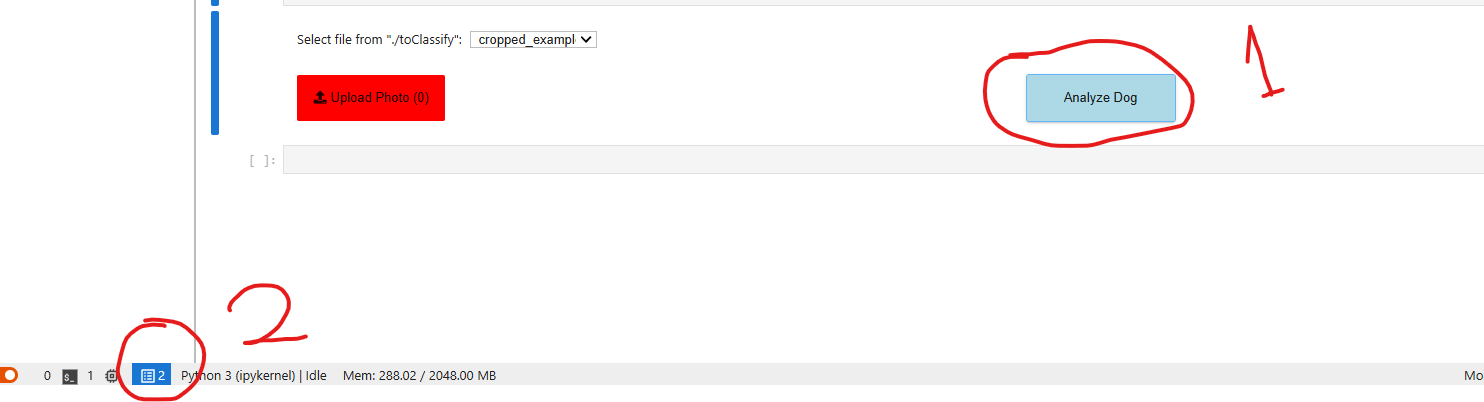 1
Select file from "./toClassify": cropped_exampl
Upload Photo (0)
Analyze Dog
[ ]:
2
0 $_ 1 2 Python 3 (ipykernel) | Idle Mem: 288.02 / 2048.00 MB Mo